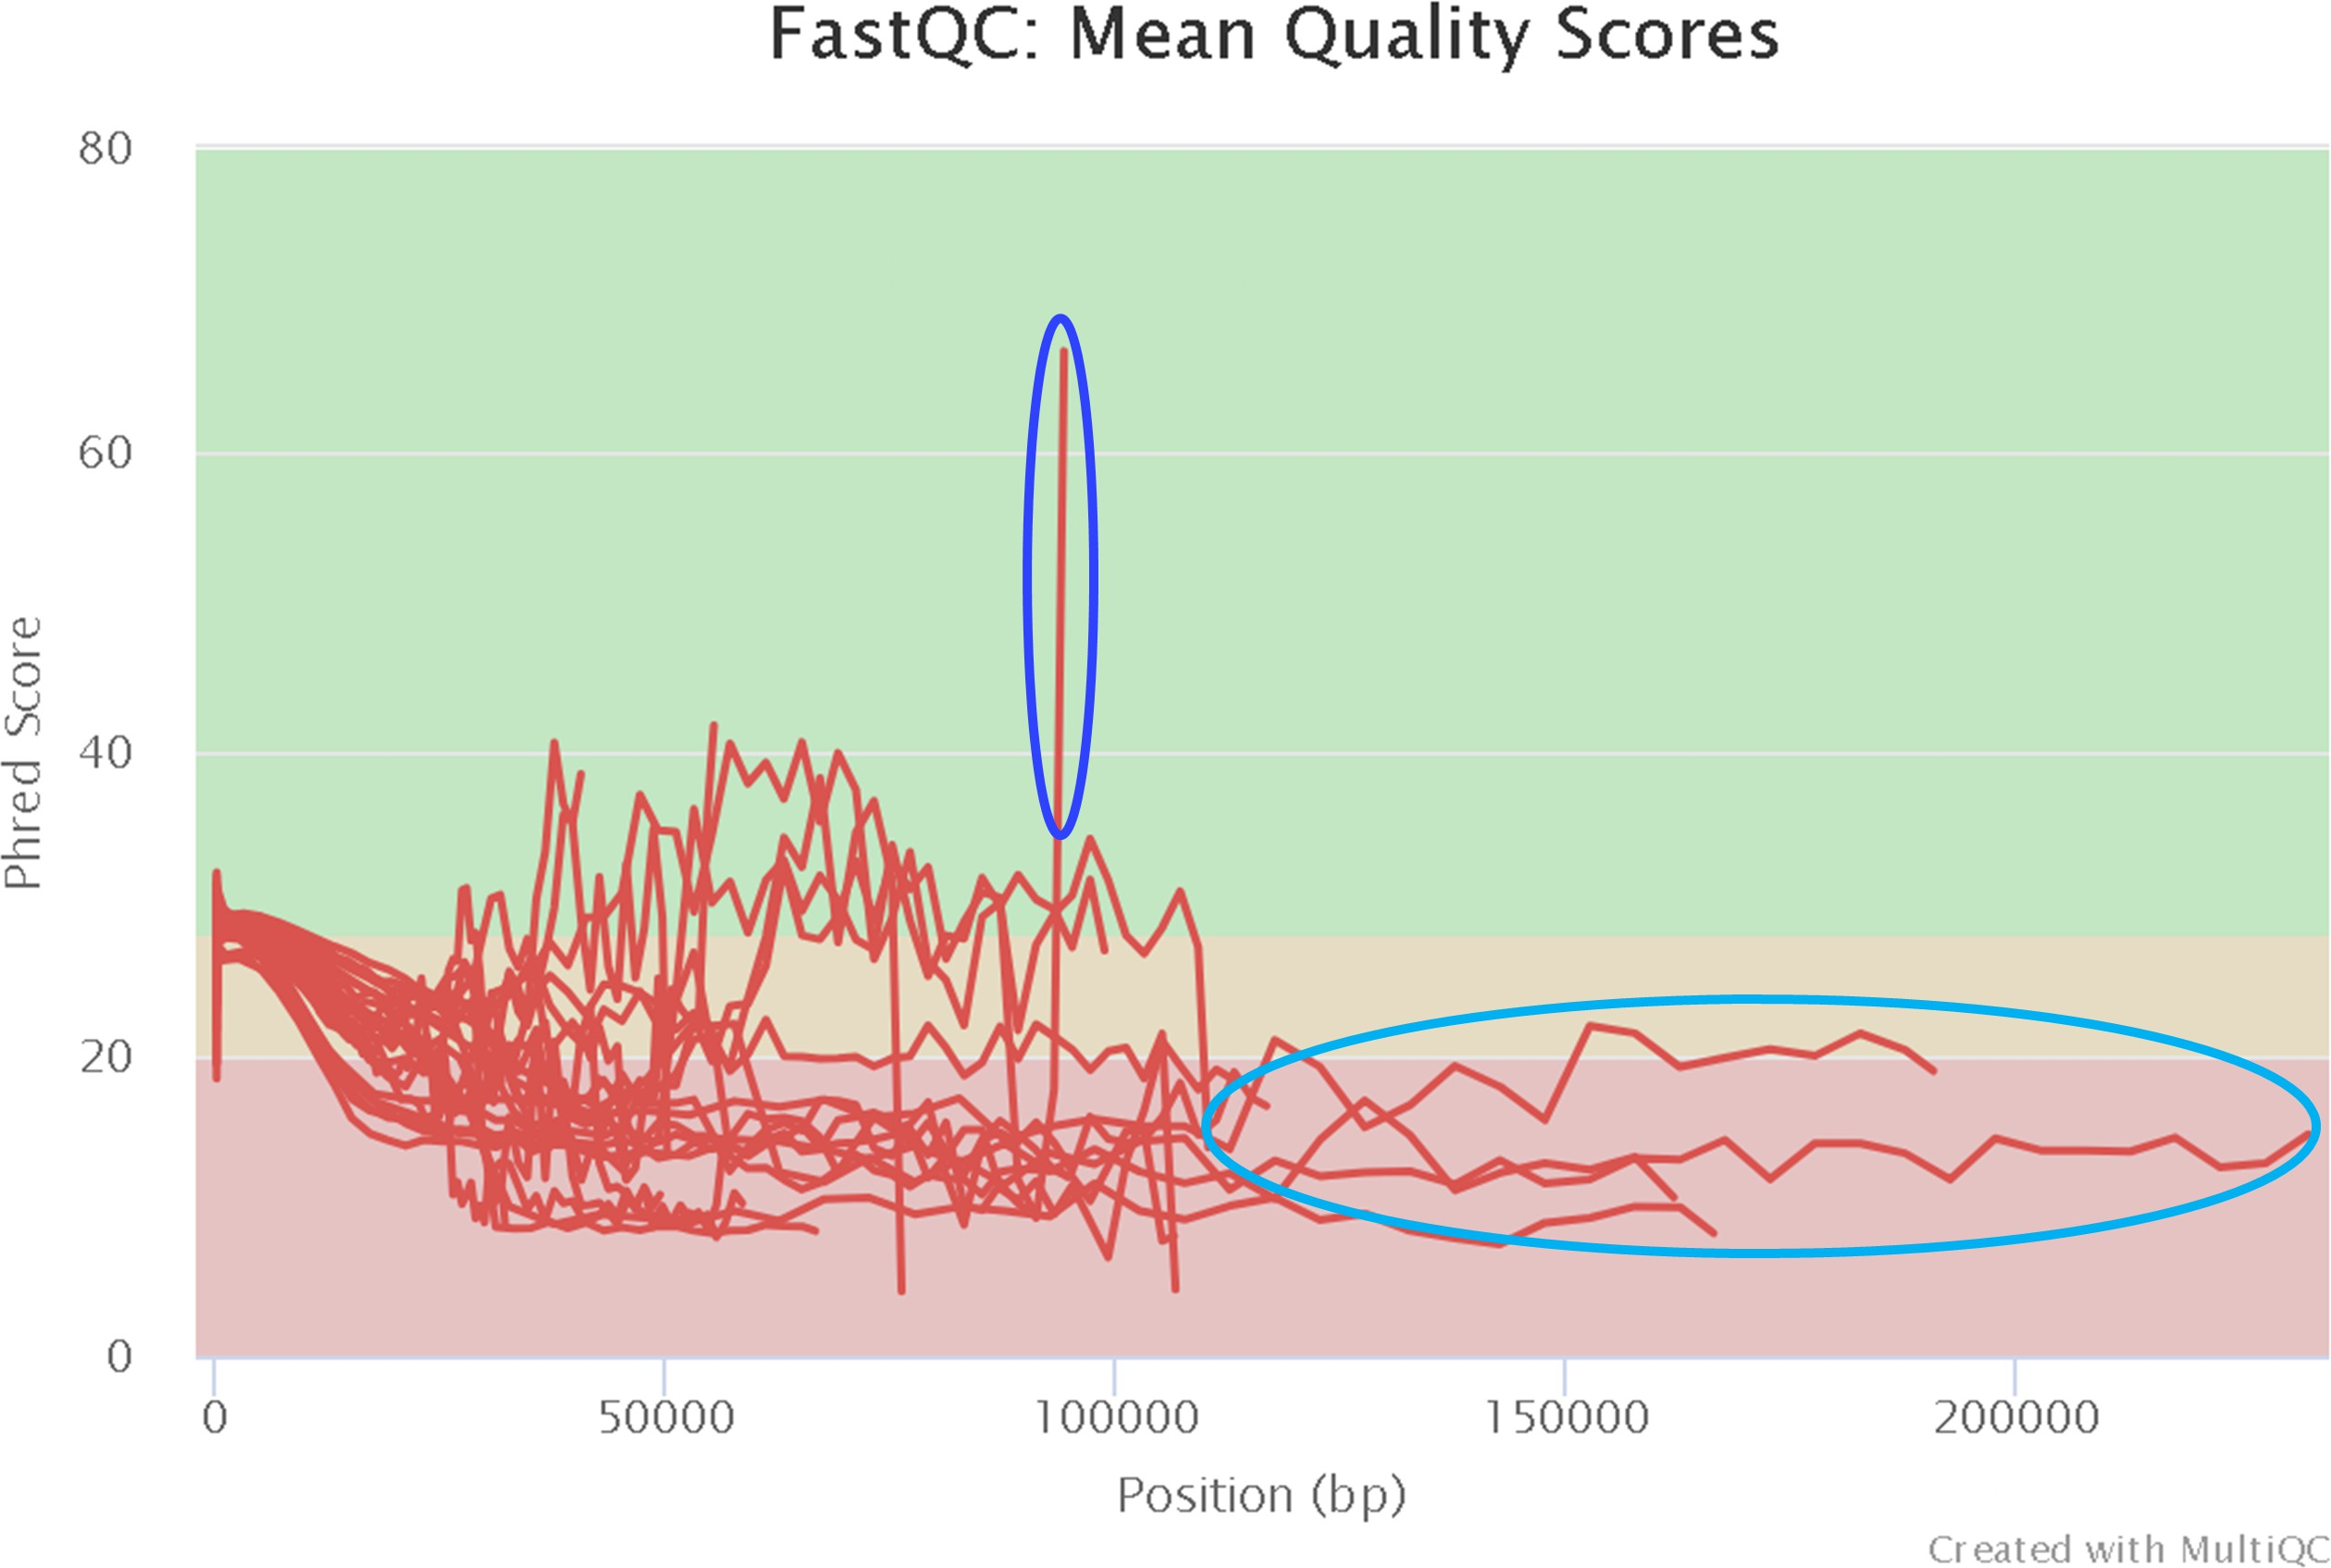 FastQC: Mean Quality Scores
80
60
40
20
0
Phred Score
0 50000 100000 150000 200000
Position (bp)
Created with MultiQC